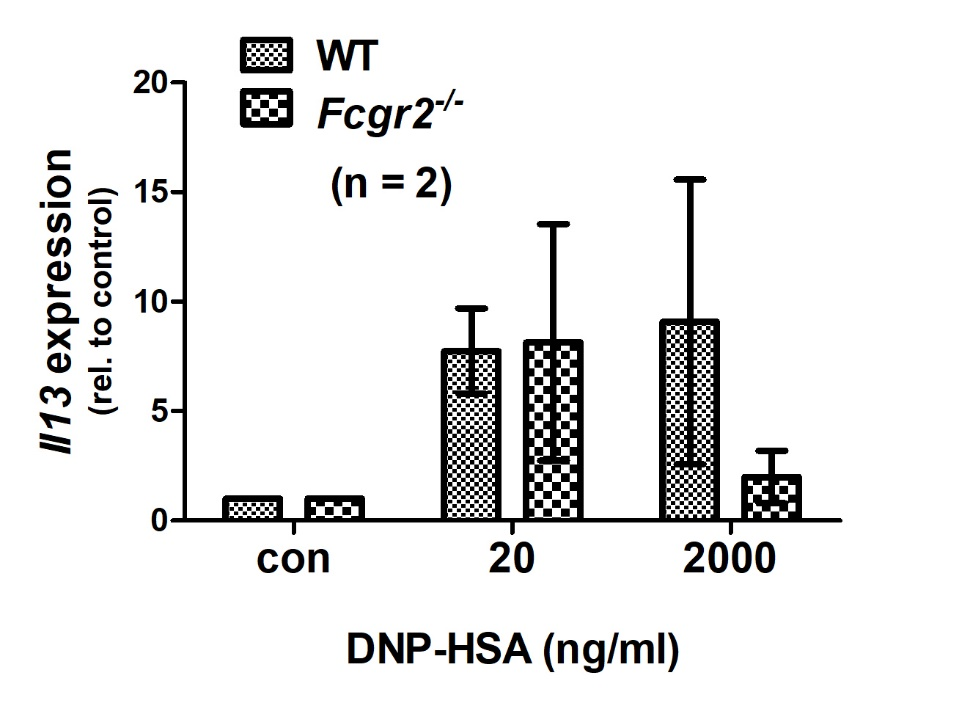 WT
Fcgr2-/-
(n = 2)
Il13 expression
(rel. to control)
20
15
10
5
0
con 20 2000
DNP-HSA (ng/ml)